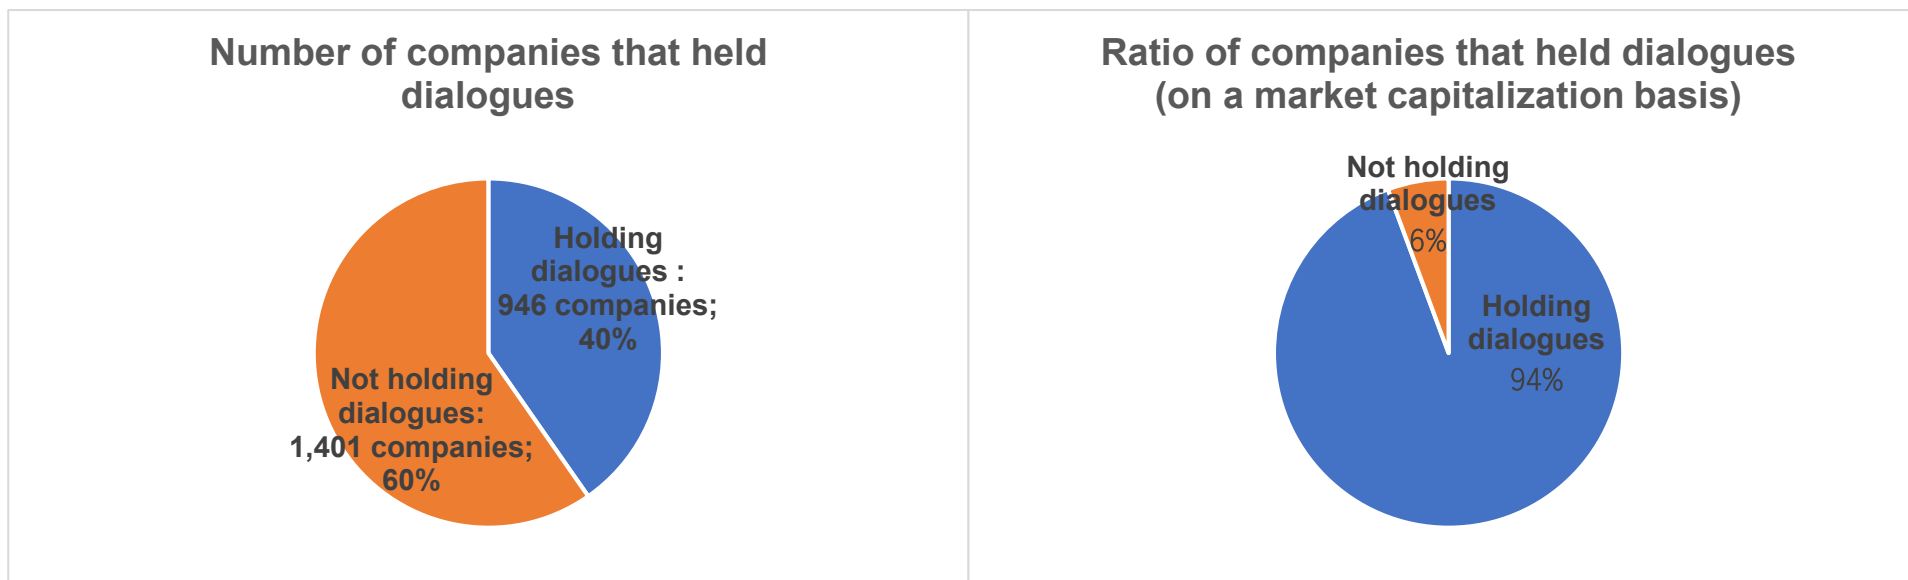 Number of companies that held
dialogues
Holding
dialogues :
946 companies;
40%
Not holding
dialogues:
1,401 companies;
60%
Ratio of companies that held dialogues
(on a market capitalization basis)
Not holding
dialogues
6%
Holding
dialogues
94%